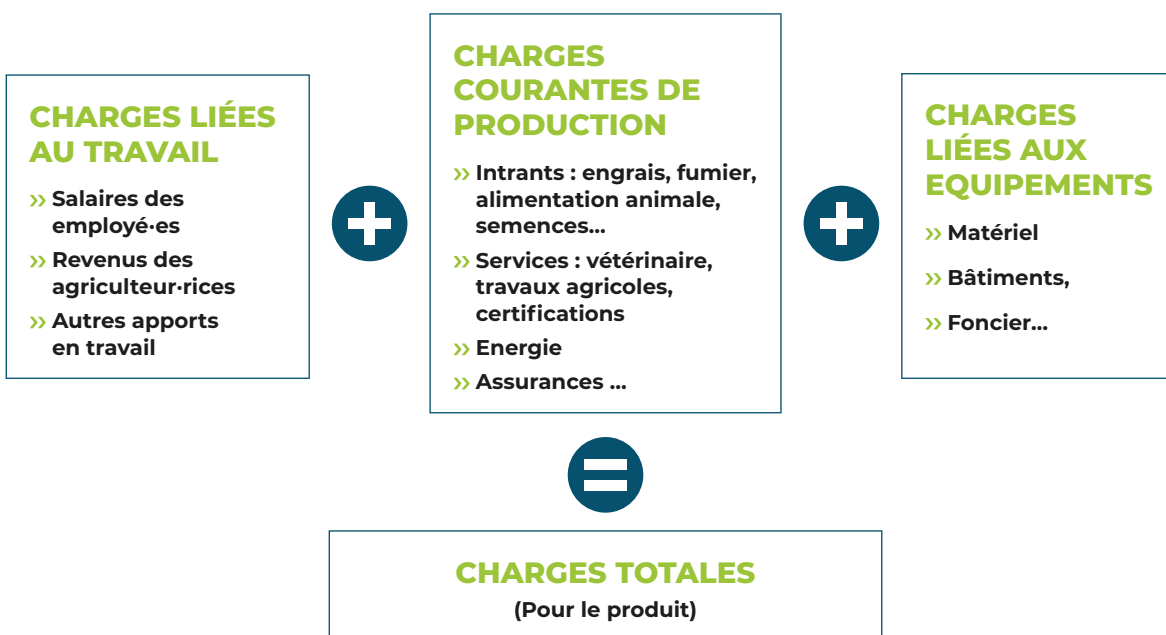 CHARGES LIÉES
AU TRAVAIL
›› Salaires des
employé·es
›› Revenus des
agriculteur·rices
›› Autres apports
en travail
+
CHARGES
COURANTES DE
PRODUCTION
›› Intrants : engrais, fumier,
alimentation animale,
semences...
›› Services : vétérinaire,
travaux agricoles,
certifications
›› Energie
›› Assurances ...
+
CHARGES
LIÉES AUX
EQUIPEMENTS
›› Matériel
›› Bâtiments,
›› Foncier...
=
CHARGES TOTALES
(Pour le produit)